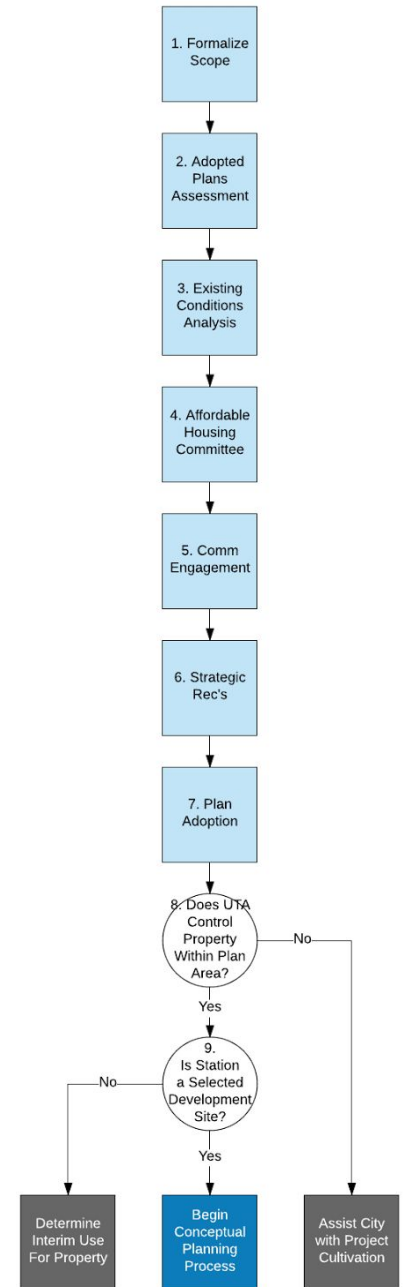 1. Formalize
Scope
2. Adopted
Plans
Assessment
3. Existing
Conditions
Analysis
4. Affordable
Housing
Committee
5. Comm
Engagement
6. Strategic
Rec's
7. Plan
Adoption
8. Does UTA
Control
Property
Within Plan
Area?
No
Yes
9.
Is Station
a Selected
Development
Site?
No
Yes
Determine
Interim Use
For Property
Begin
Conceptual
Planning
Process
Assist City
with Project
Cultivation